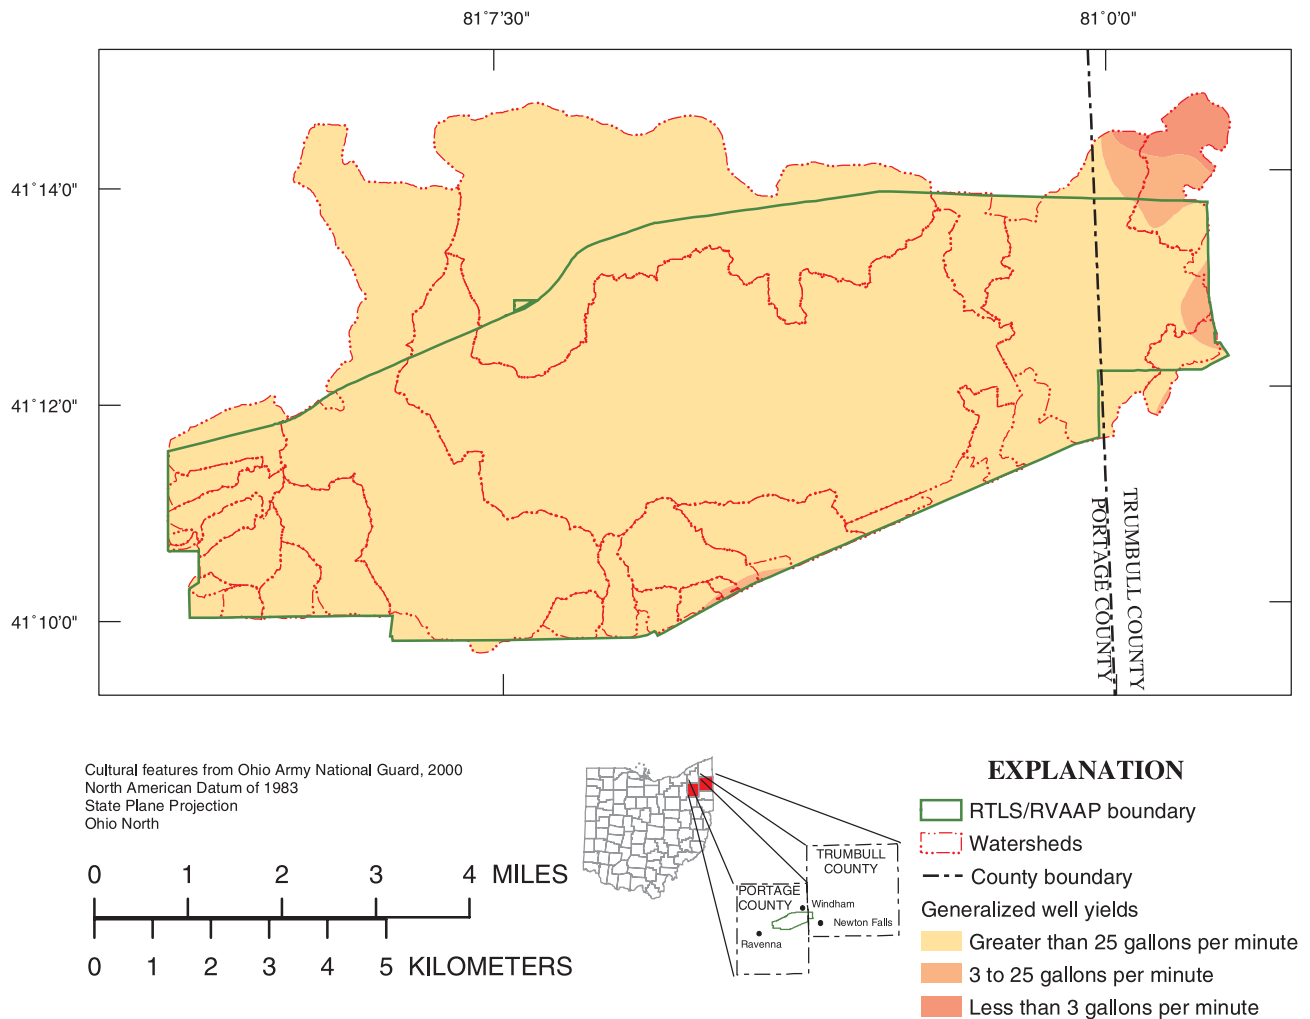 81˚7'30"
81˚0'0"
41˚14'0"
41˚12'0"
41˚10'0"
TRUMBULL COUNTY
PORTAGE COUNTY
Cultural features from Ohio Army National Guard, 2000
North American Datum of 1983
State Plane Projection
Ohio North
0 1 2 3 4 MILES
0 1 2 3 4 5 KILOMETERS
TRUMBULL
COUNTY
PORTAGE
COUNTY
Windham
Newton Falls
Ravenna
EXPLANATION
RTLS/RVAAP boundary
Watersheds
County boundary
Generalized well yields
Greater than 25 gallons per minute
3 to 25 gallons per minute
Less than 3 gallons per minute